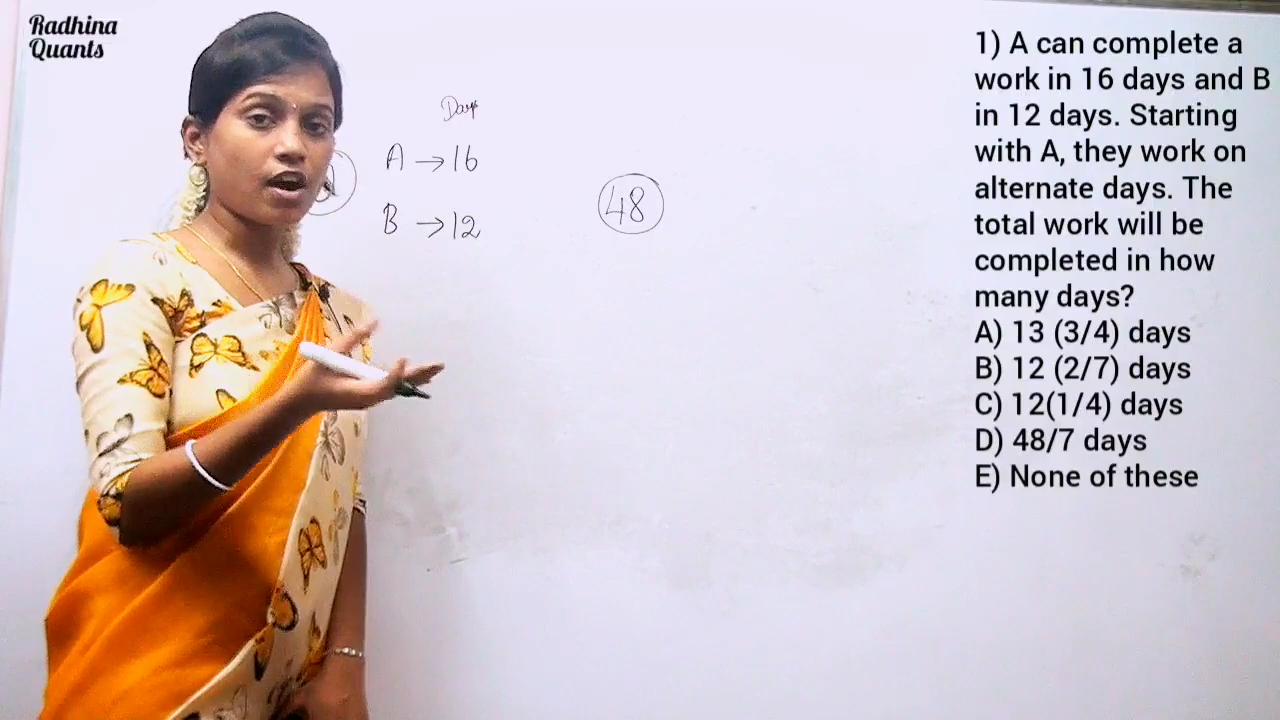 Radhina
Quants
Days
A → 16
B → 12
48
1) A can complete a
work in 16 days and B
in 12 days. Starting
with A, they work on
alternate days. The
total work will be
completed in how
many days?
A) 13 (3/4) days
B) 12 (2/7) days
C) 12(1/4) days
D) 48/7 days
E) None of these